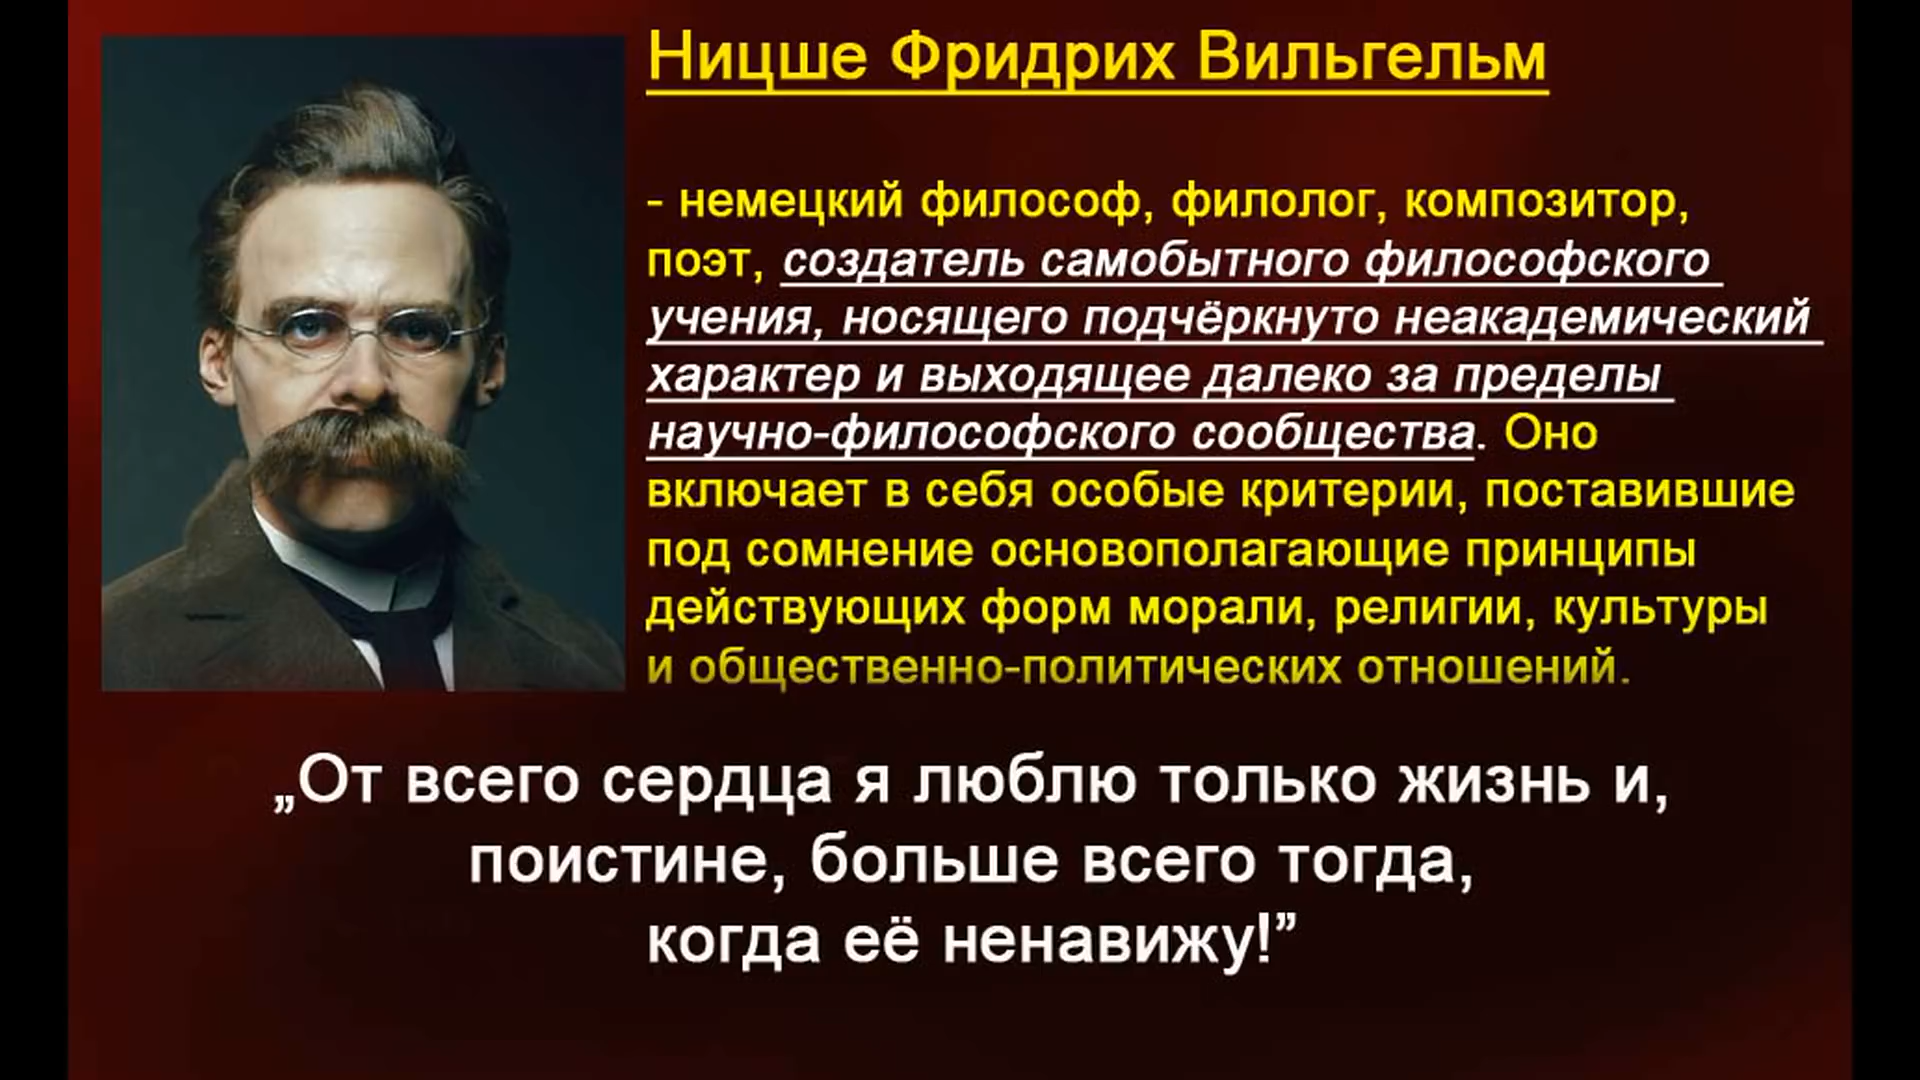 Ницше Фридрих Вильгельм
- немецкий философ, филолог, композитор,
поэт, создатель самобытного философского
учения, носящего подчёркнуто неакадемический
характер и выходящее далеко за пределы
научно-философского сообщества. Оно
включает в себя особые критерии, поставившие
под сомнение основополагающие принципы
действующих форм морали, религии, культуры
и общественно-политических отношений.
„От всего сердца я люблю только жизнь и,
поистине, больше всего тогда,
когда её ненавижу!”